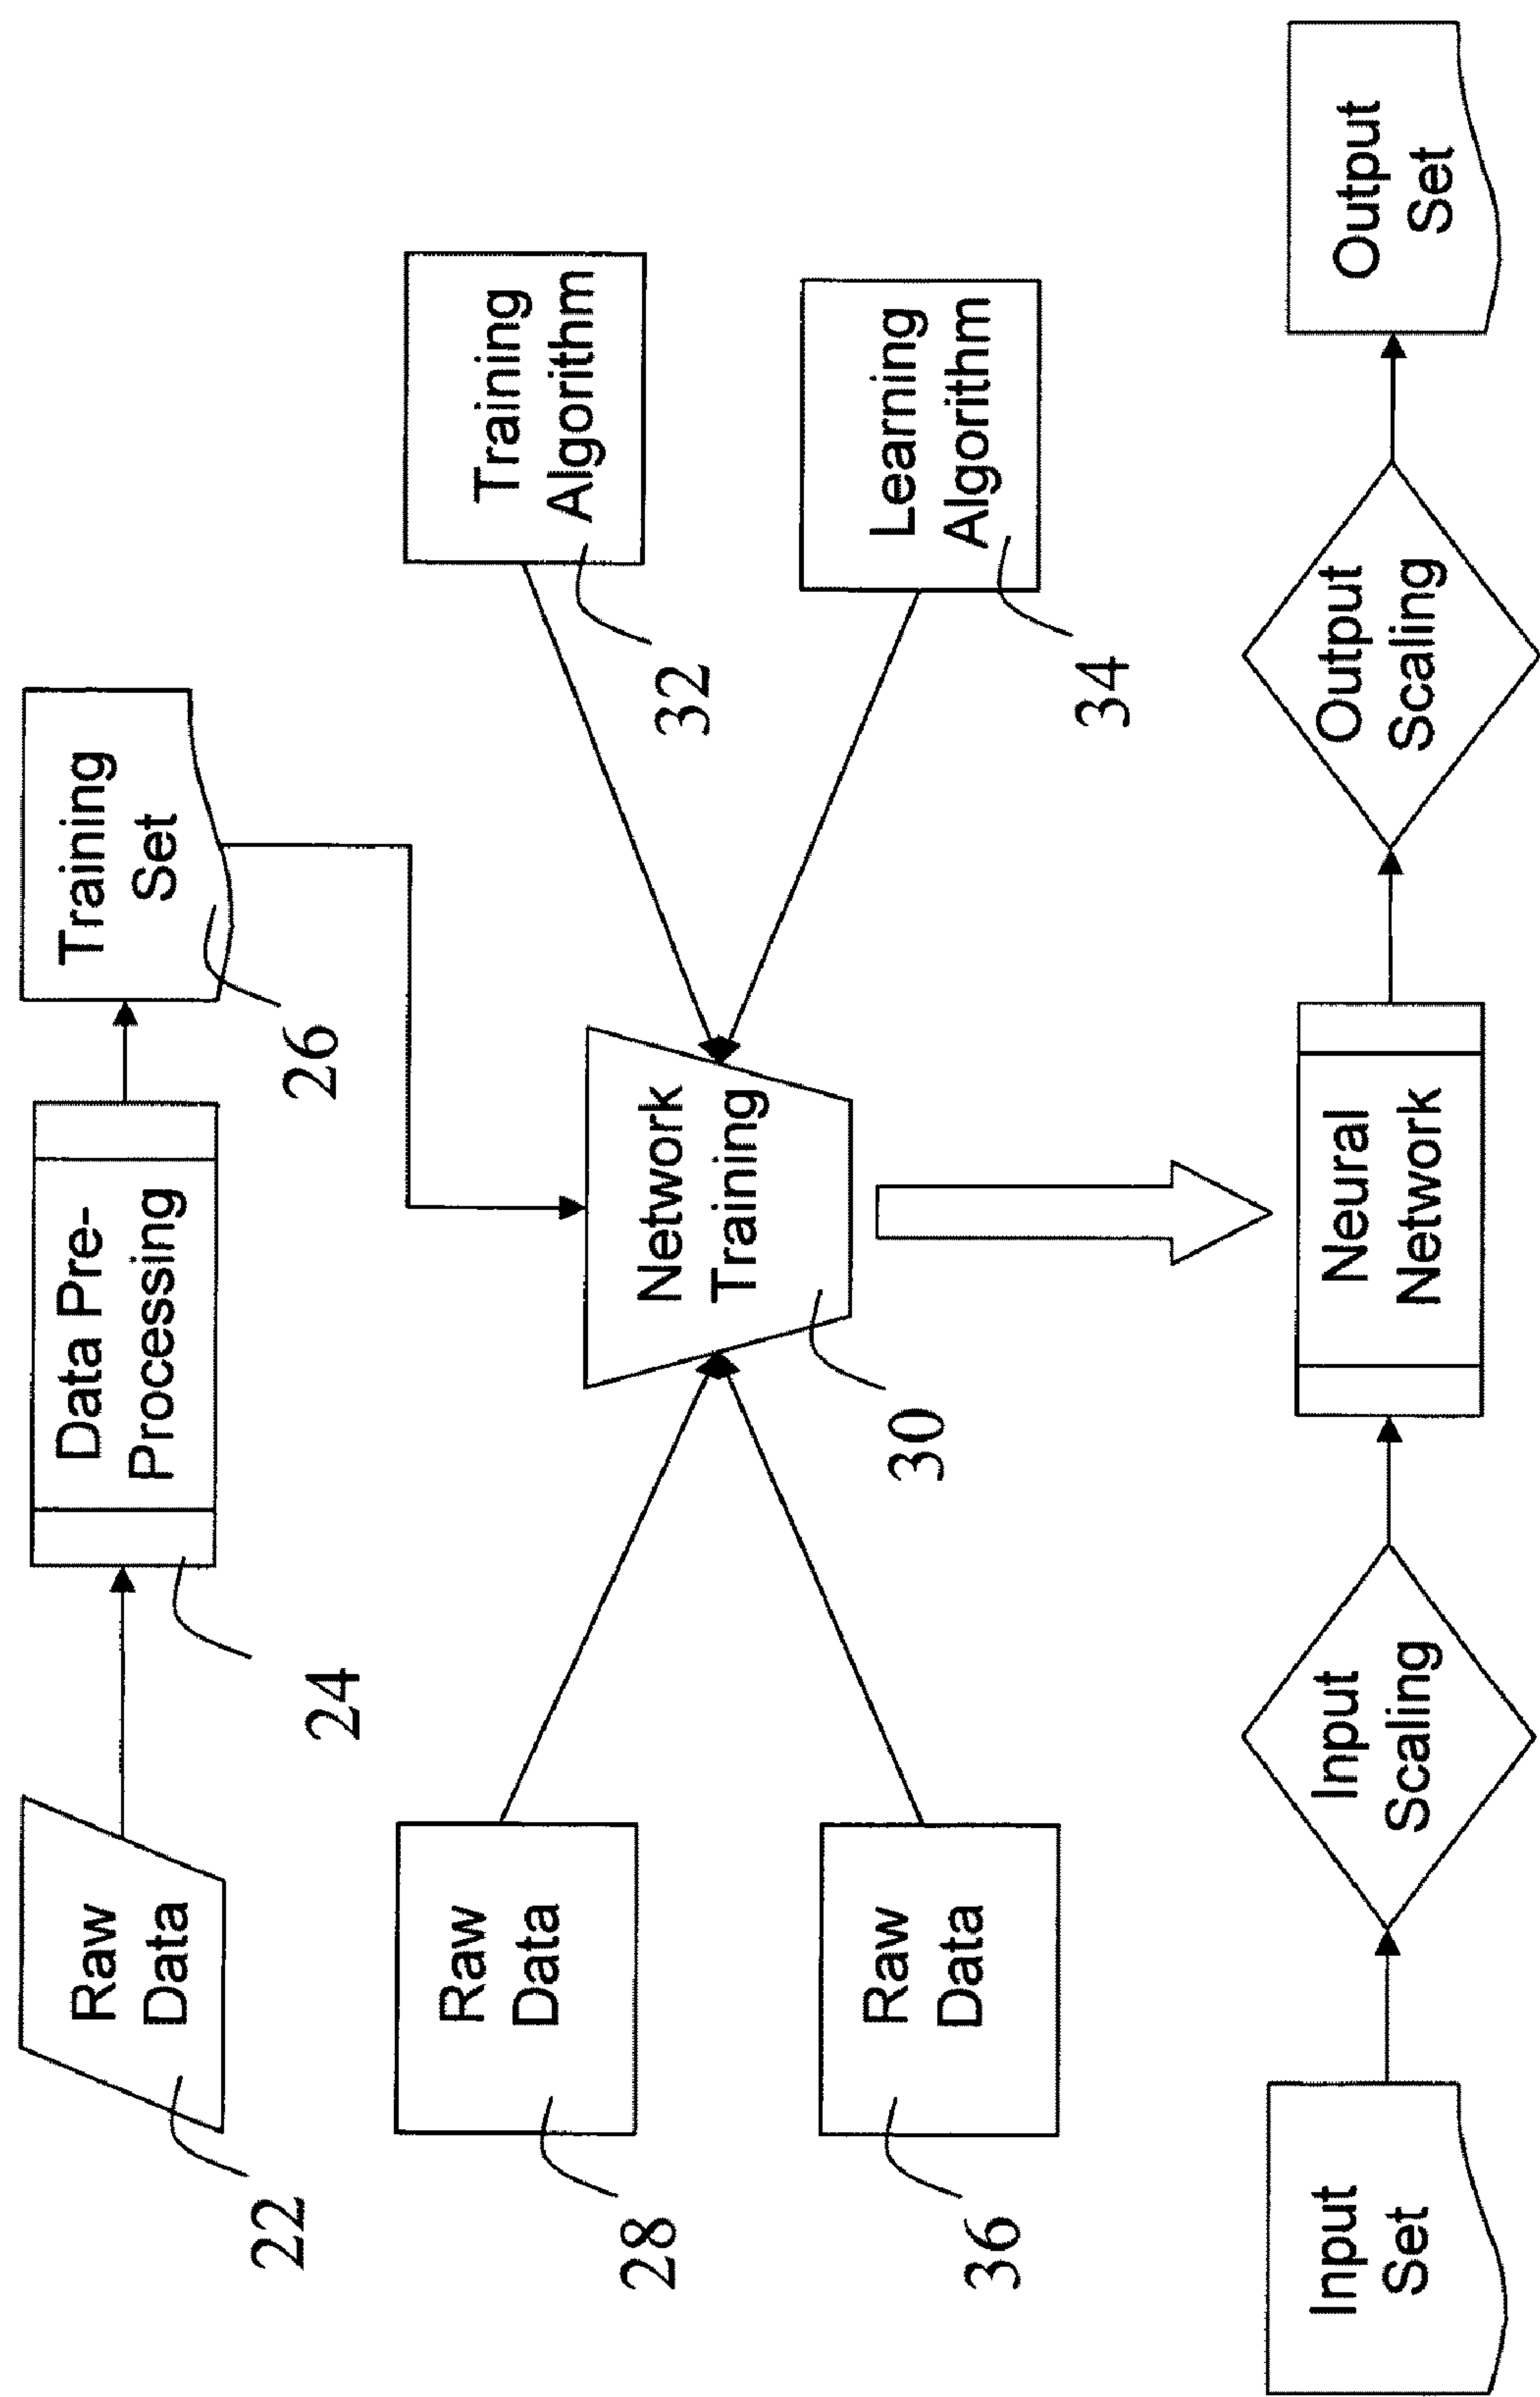 Raw
Data
22
Data Pre-
Processing
24
Training
Set
26
Raw
Data
28
Raw
Data
36
Network
Training
30
Training
Algorithm
32
Learning
Algorithm
34
Input
Set
Input
Scaling
Neural
Network
Output
Scaling
Output
Set